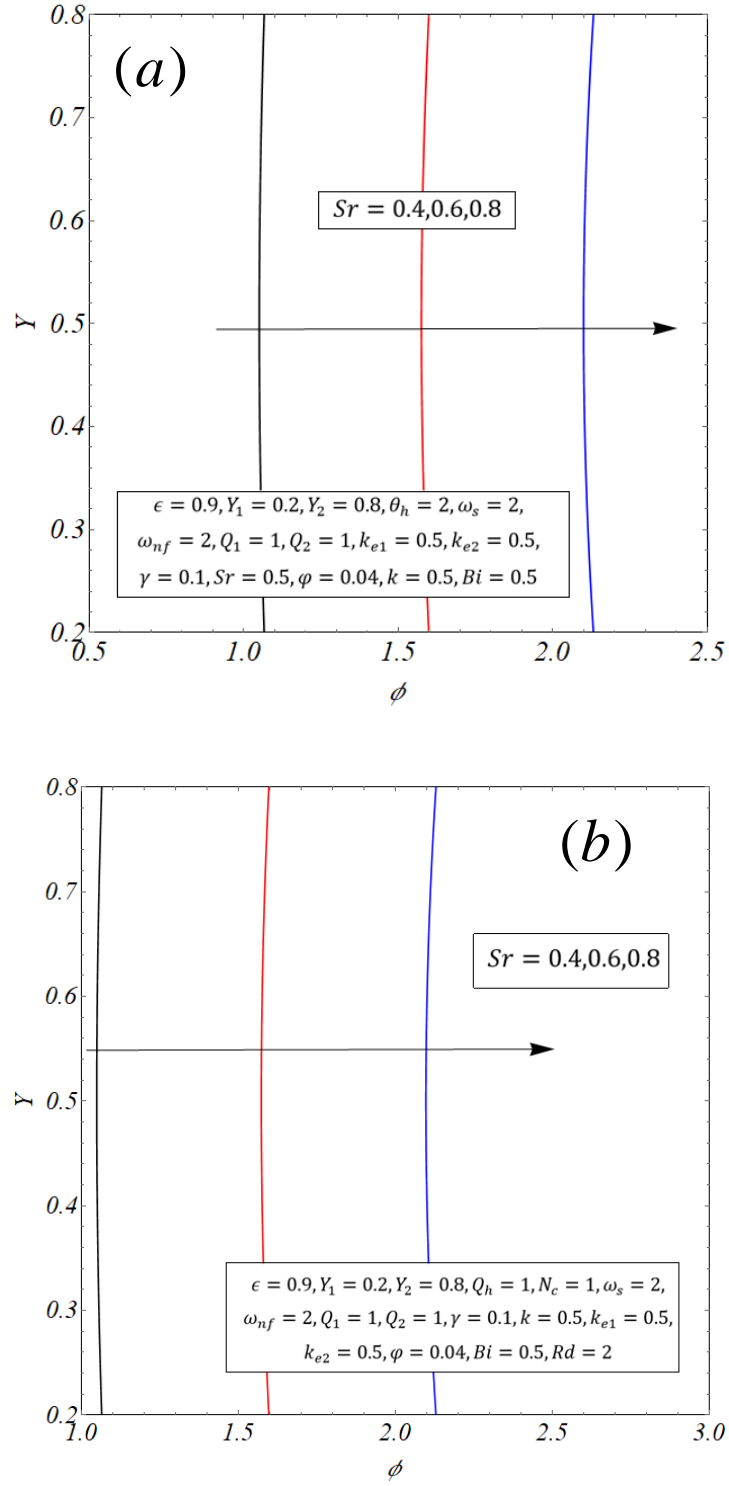 (a)
0.8
0.7
0.6
0.5
0.4
0.3
0.2
Y
Sr = 0.4,0.6,0.8
ϵ = 0.9, Y₁ = 0.2, Y₂ = 0.8, θₕ = 2, ωₛ = 2,
ωₙf = 2, Q₁ = 1, Q₂ = 1, kₑ₁ = 0.5, kₑ₂ = 0.5,
γ = 0.1, Sr = 0.5, φ = 0.04, k = 0.5, Bi = 0.5
0.5 1.0 1.5 2.0 2.5
ϕ
(b)
0.8
0.7
0.6
0.5
0.4
0.3
0.2
Y
Sr = 0.4,0.6,0.8
ϵ = 0.9, Y₁ = 0.2, Y₂ = 0.8, Qₕ = 1, N_c = 1, ωₛ = 2,
ωₙf = 2, Q₁ = 1, Q₂ = 1, γ = 0.1, k = 0.5, kₑ₁ = 0.5,
kₑ₂ = 0.5, φ = 0.04, Bi = 0.5, Rd = 2
1.0 1.5 2.0 2.5 3.0
ϕ